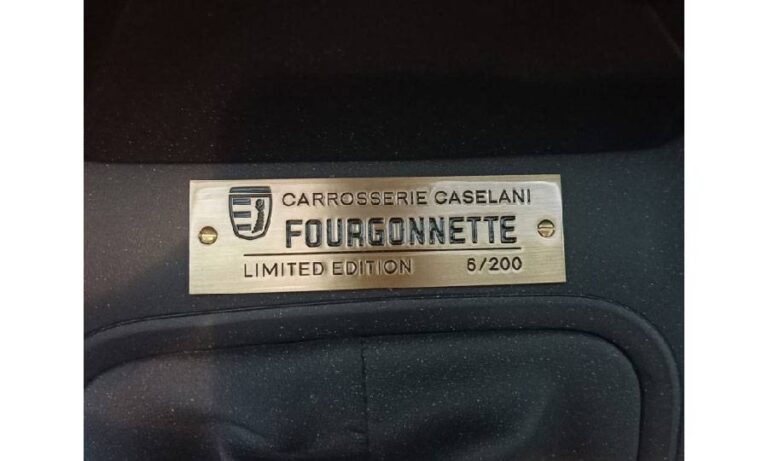 CARROSSERIE CASELANI
FOURGONNETTE
LIMITED EDITION 6/200